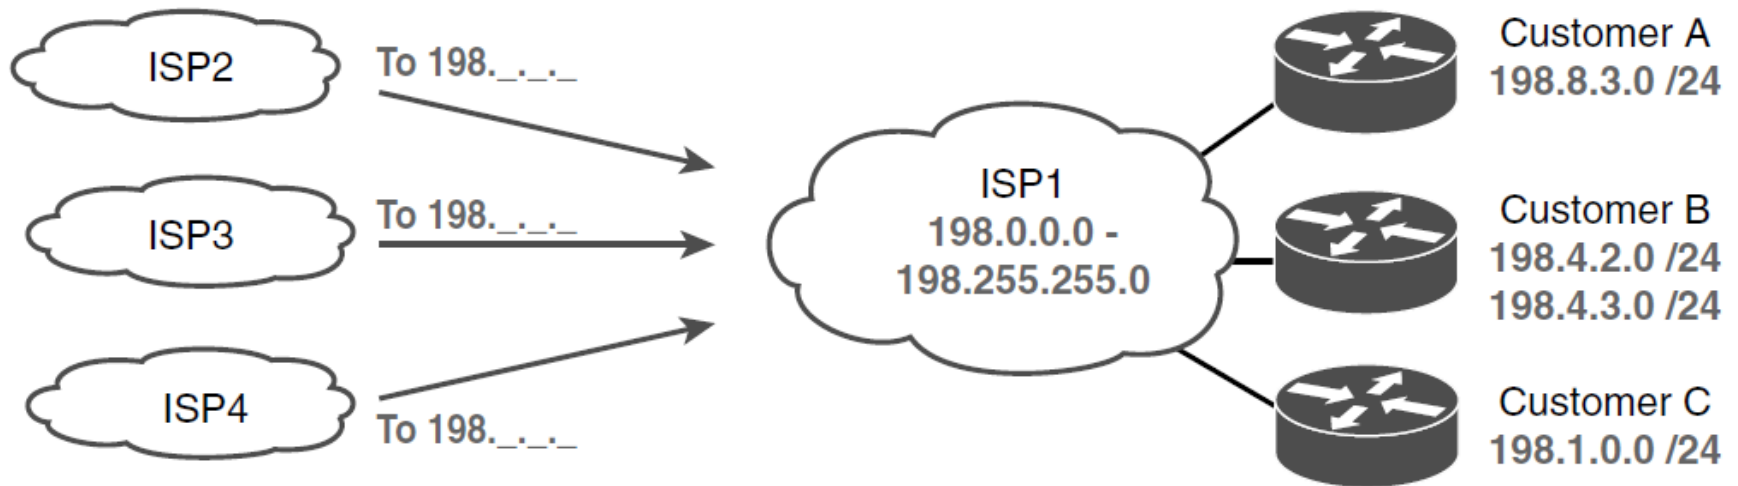 ISP2
To 198._._._
ISP3
To 198._._._
ISP4
To 198._._._
ISP1
198.0.0.0 -
198.255.255.0
Customer A
198.8.3.0 /24
Customer B
198.4.2.0 /24
198.4.3.0 /24
Customer C
198.1.0.0 /24